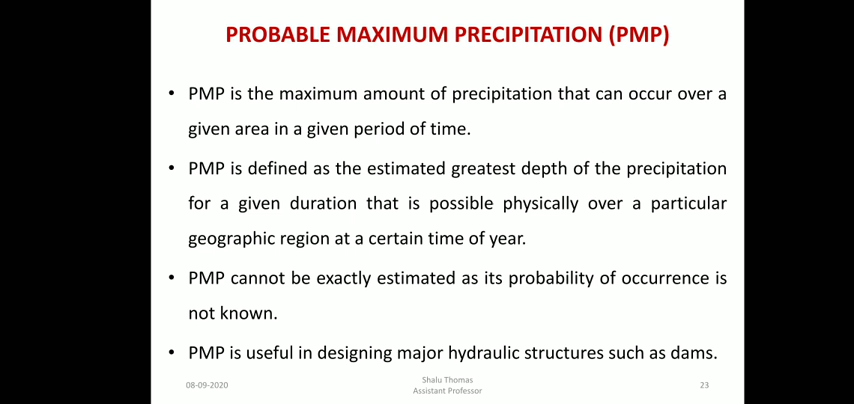 PROBABLE MAXIMUM PRECIPITATION (PMP)
• PMP is the maximum amount of precipitation that can occur over a
given area in a given period of time.
• PMP is defined as the estimated greatest depth of the precipitation
for a given duration that is possible physically over a particular
geographic region at a certain time of year.
• PMP cannot be exactly estimated as its probability of occurrence is
not known.
• PMP is useful in designing major hydraulic structures such as dams.
08-09-2020
Shalu Thomas
Assistant Professor
23